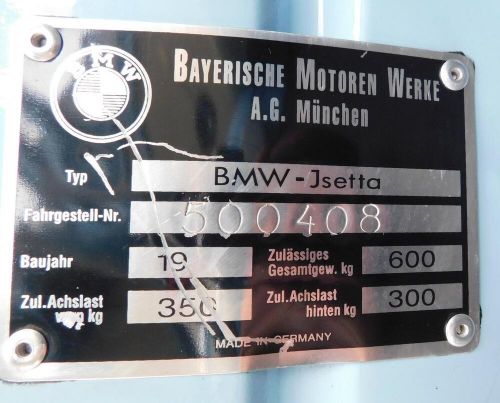 BMW
BAYERISCHE MOTOREN WERKE
A.G. München
Typ BMW-Jsetta
Fahrgestell-Nr. 500408
Baujahr 19 Zulässiges Gesamtgew. kg 600
Zul.Achslast vorn kg 350 Zul.Achslast hinten kg 300
MADE IN GERMANY